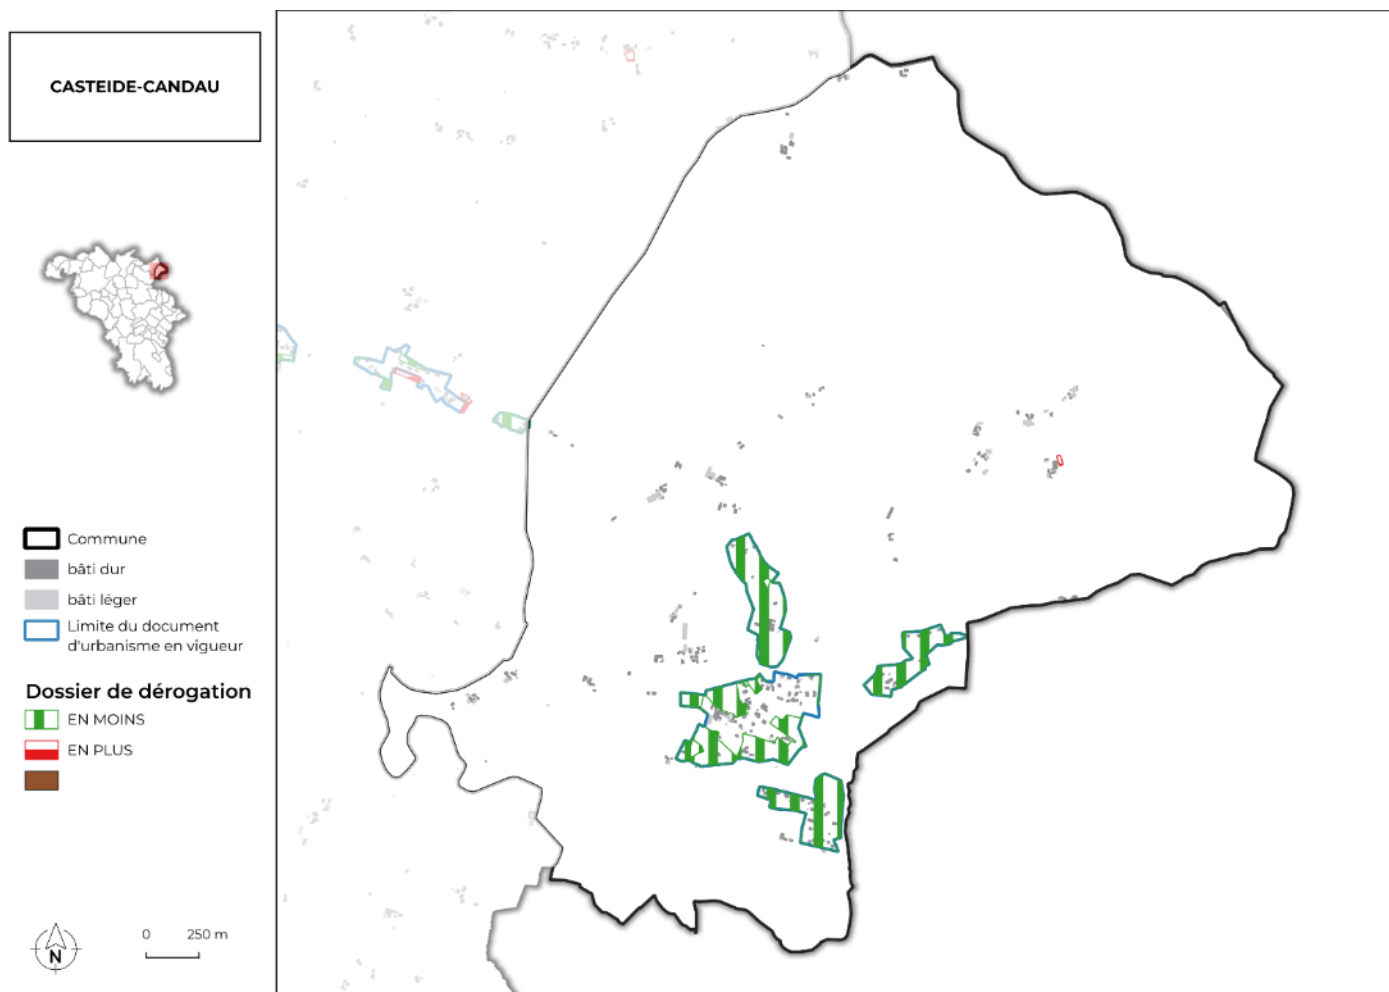 CASTEIDE-CANDAU
Commune
bâti dur
bâti léger
Limite du document
d'urbanisme en vigueur
Dossier de dérogation
EN MOINS
EN PLUS
N
0 250 m